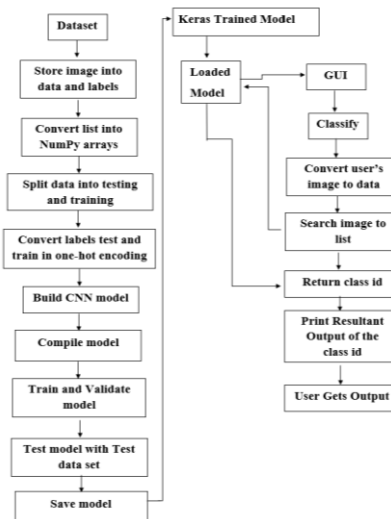 Dataset
Store image into
data and labels
Convert list into
NumPy arrays
Split data into testing
and training
Convert labels test and
train in one-hot encoding
Build CNN model
Compile model
Train and Validate
model
Test model with Test
data set
Save model
Keras Trained Model
Loaded
Model
GUI
Classify
Convert user's
image to data
Search image to
list
Return class id
Print Resultant
Output of the
class id
User Gets Output